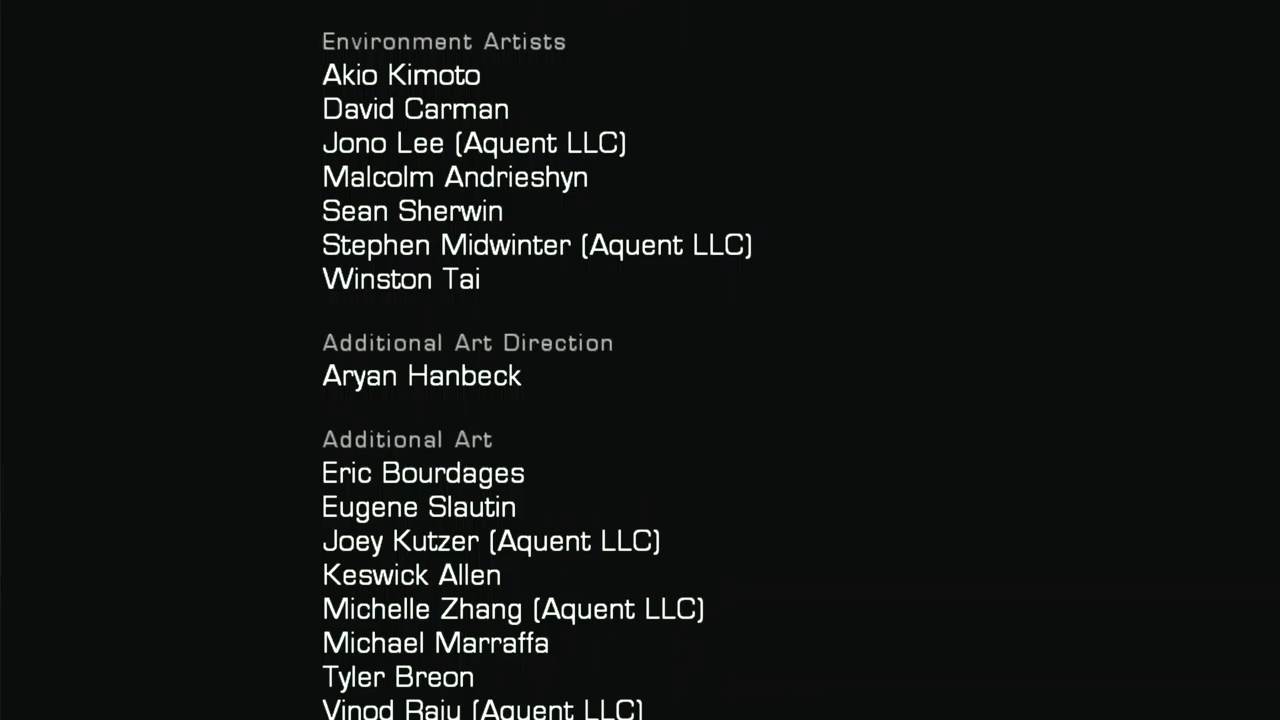 Environment Artists
Akio Kimoto
David Carman
Jono Lee (Aquent LLC)
Malcolm Andrieshyn
Sean Sherwin
Stephen Midwinter (Aquent LLC)
Winston Tai
Additional Art Direction
Aryan Hanbeck
Additional Art
Eric Bourdages
Eugene Slautin
Joey Kutzer (Aquent LLC)
Keswick Allen
Michelle Zhang (Aquent LLC)
Michael Marraffa
Tyler Breon
Vinod Raju (Aquent LLC)